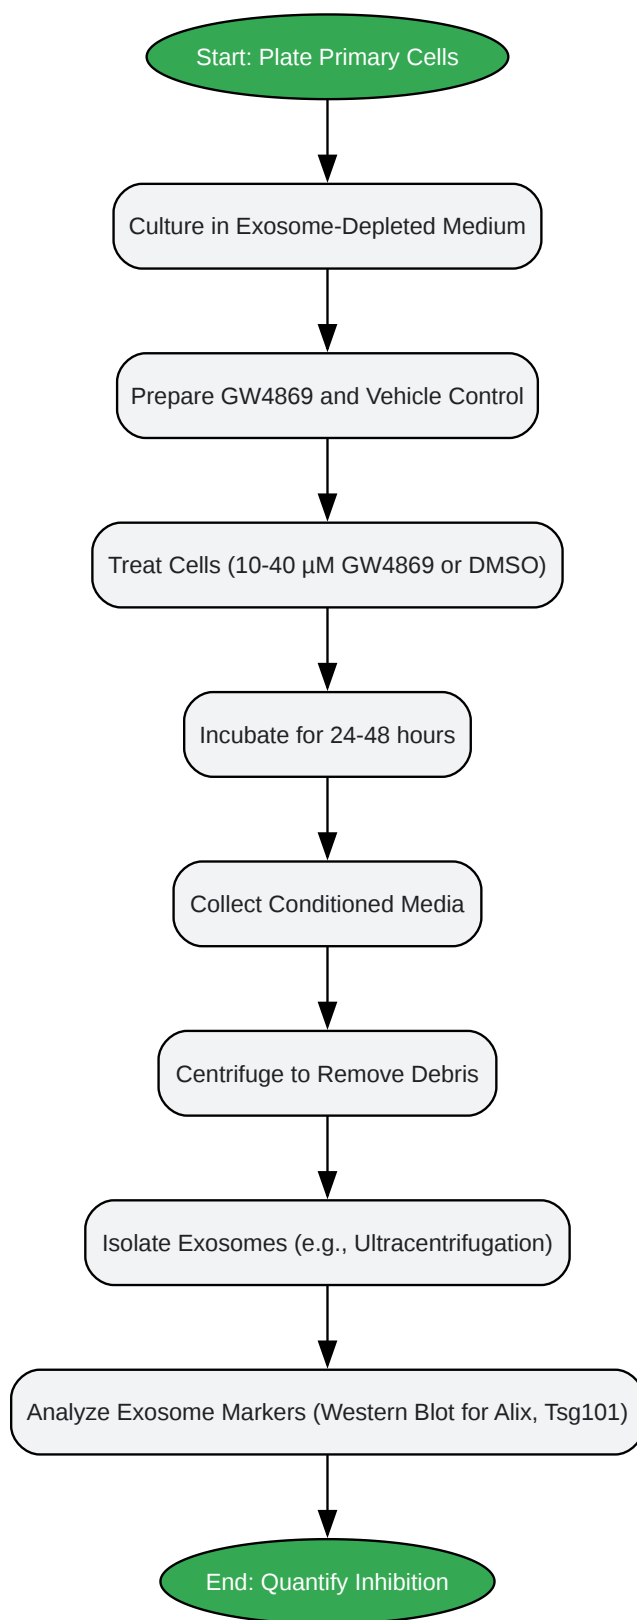 Start: Plate Primary Cells
Culture in Exosome-Depleted Medium
Prepare GW4869 and Vehicle Control
Treat Cells (10-40 µM GW4869 or DMSO)
Incubate for 24-48 hours
Collect Conditioned Media
Centrifuge to Remove Debris
Isolate Exosomes (e.g., Ultracentrifugation)
Analyze Exosome Markers (Western Blot for Alix, Tsg101)
End: Quantify Inhibition